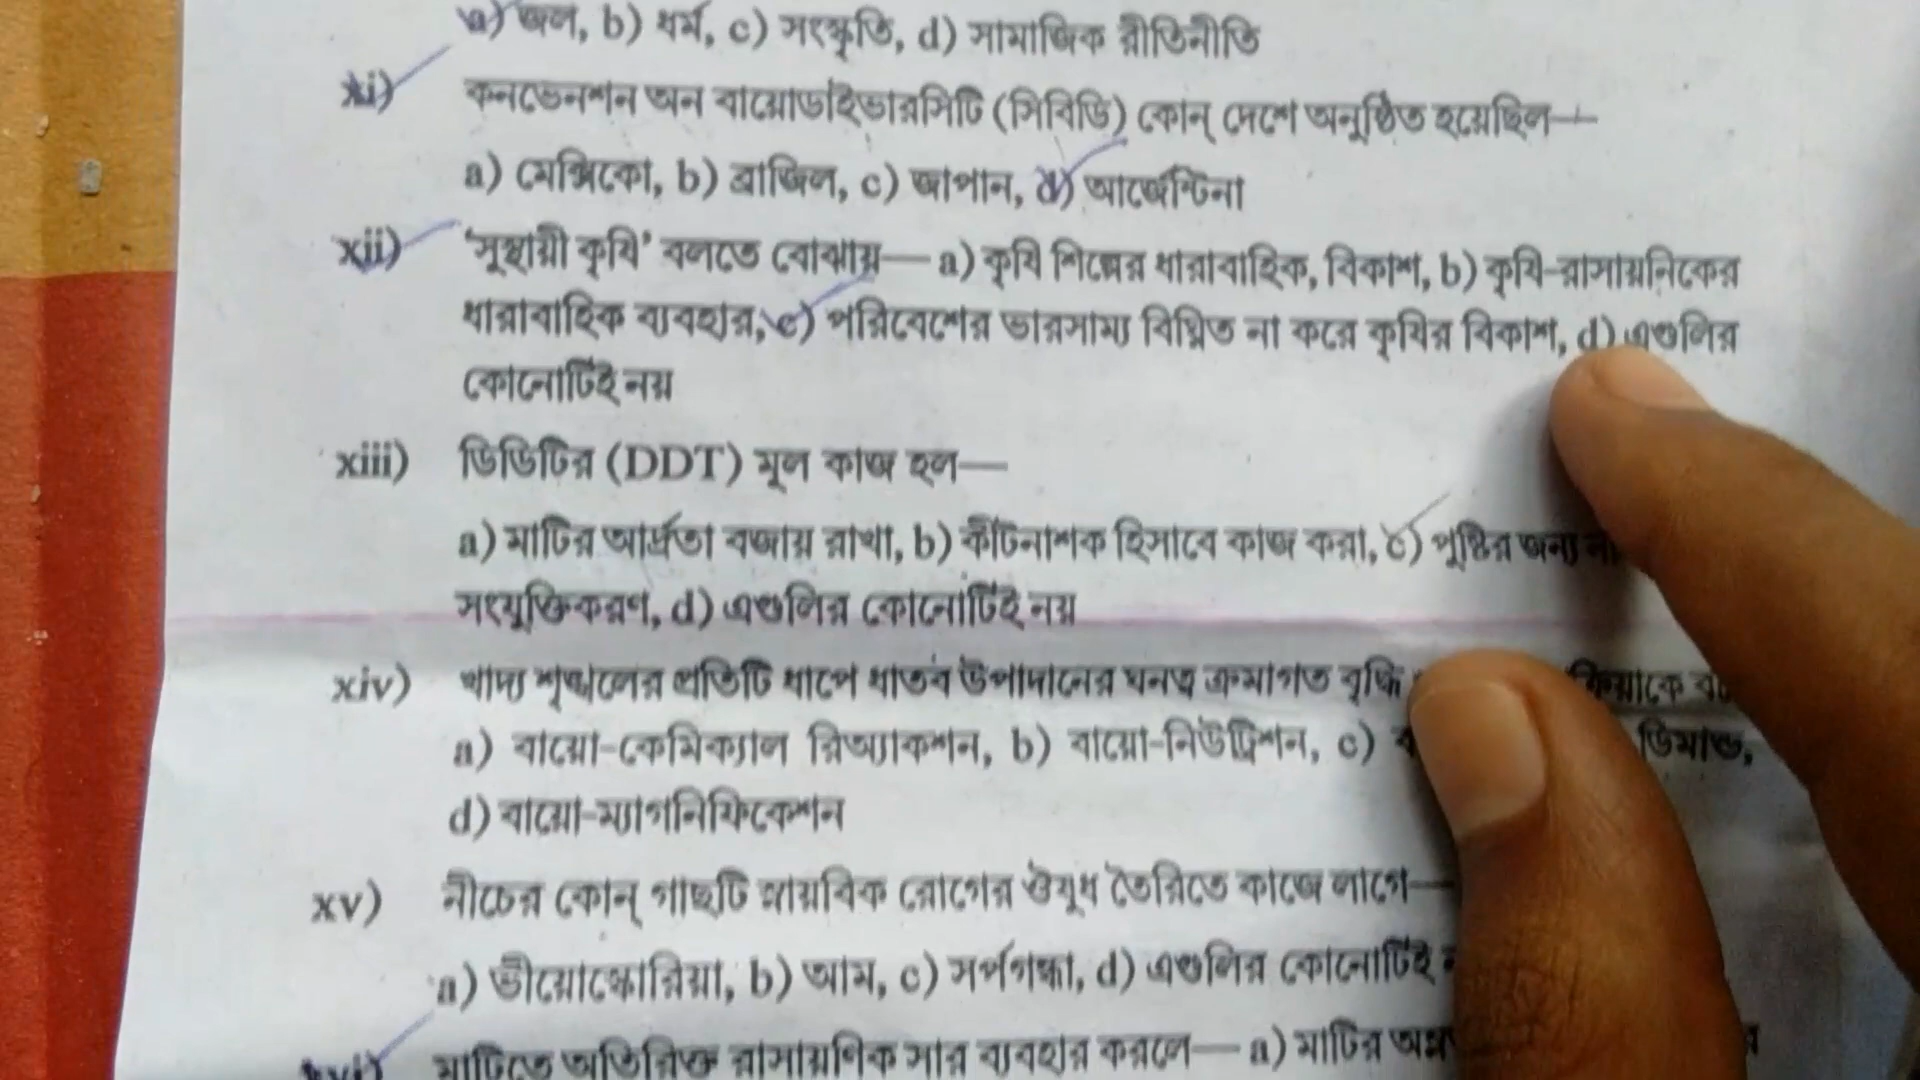 a) জল, b) ধর্ম, c) সংস্কৃতি, d) সামাজিক রীতিনীতি
xi) কনভেনশন অন বায়োডাইভারসিটি (সিবিডি) কোন্ দেশে অনুষ্ঠিত হয়েছিল—
a) মেক্সিকো, b) ব্রাজিল, c) জাপান, d) আর্জেন্টিনা
xii) 'সুস্থায়ী কৃষি' বলতে বোঝায়— a) কৃষি শিল্পের ধারাবাহিক, বিকাশ, b) কৃষি-রাসায়নিকের
ধারাবাহিক ব্যবহার, c) পরিবেশের ভারসাম্য বিঘ্নিত না করে কৃষির বিকাশ, d) এগুলির
কোনোটিই নয়
xiii) ডিডিটির (DDT) মূল কাজ হল—
a) মাটির আর্দ্রতা বজায় রাখা, b) কীটনাশক হিসাবে কাজ করা, c) পুষ্টির জন্য
সংযুক্তিকরণ, d) এগুলির কোনোটিই নয়
xiv) খাদ্য শৃঙ্খলের প্রতিটি ধাপে ধাতব উপাদানের ঘনত্ব ক্রমাগত বৃদ্ধি
a) বায়ো-কেমিক্যাল রিঅ্যাকশন, b) বায়ো-নিউট্রিশন, c) ডিমান্ড,
d) বায়ো-ম্যাগনিফিকেশন
xv) নীচের কোন্ গাছটি স্নায়বিক রোগের ঔষুধ তৈরিতে কাজে লাগে—
a) ডীয়োস্কোরিয়া, b) আম, c) সর্পগন্ধা, d) এগুলির কোনোটিই
xvi) মাটিতে অতিরিক্ত রাসায়ণিক সার ব্যবহার করলে— a) মাটির